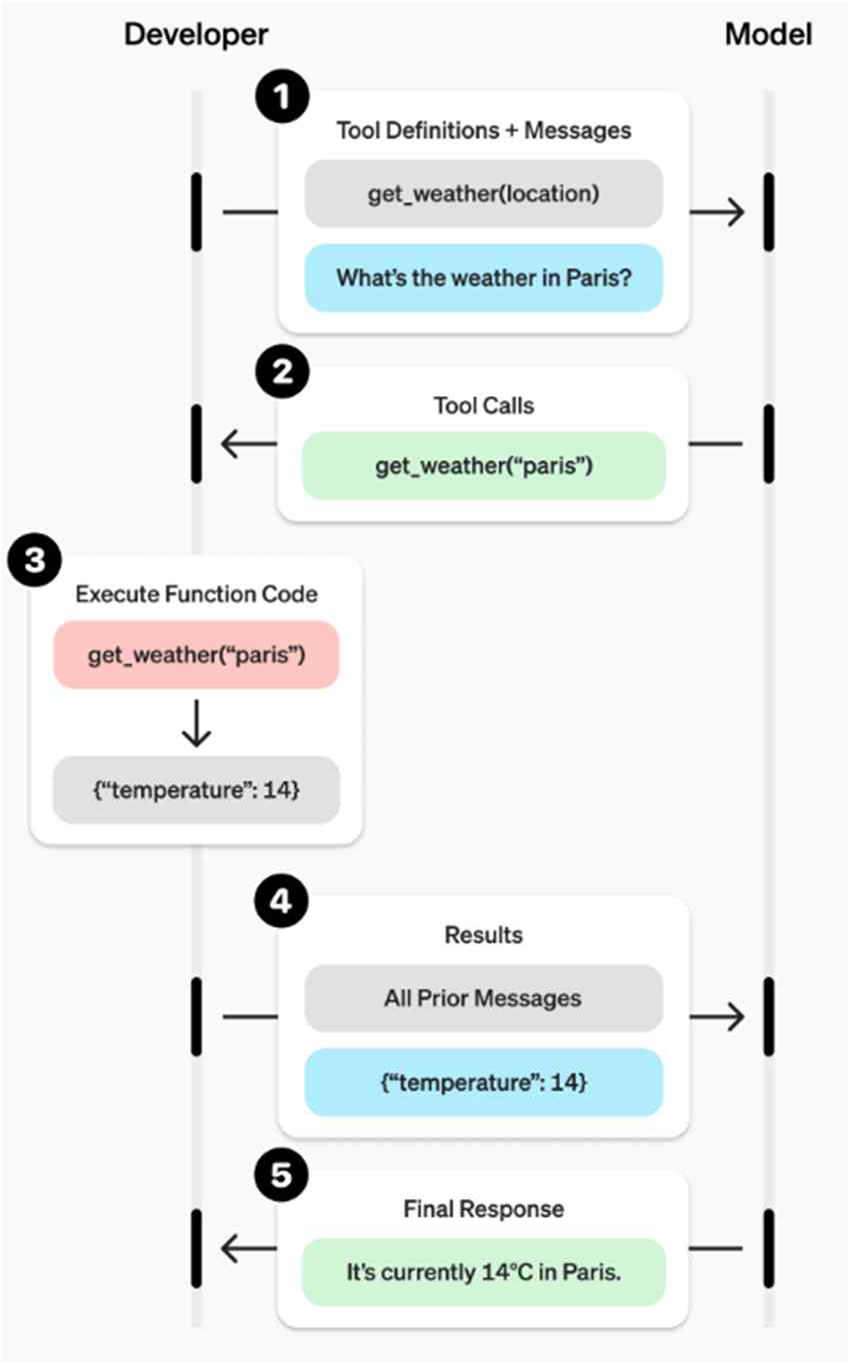 Developer
Model
1
Tool Definitions + Messages
get_weather(location)
What’s the weather in Paris?
2
Tool Calls
get_weather(“paris”)
3
Execute Function Code
get_weather(“paris”)
{“temperature”: 14}
4
Results
All Prior Messages
{“temperature”: 14}
5
Final Response
It’s currently 14°C in Paris.